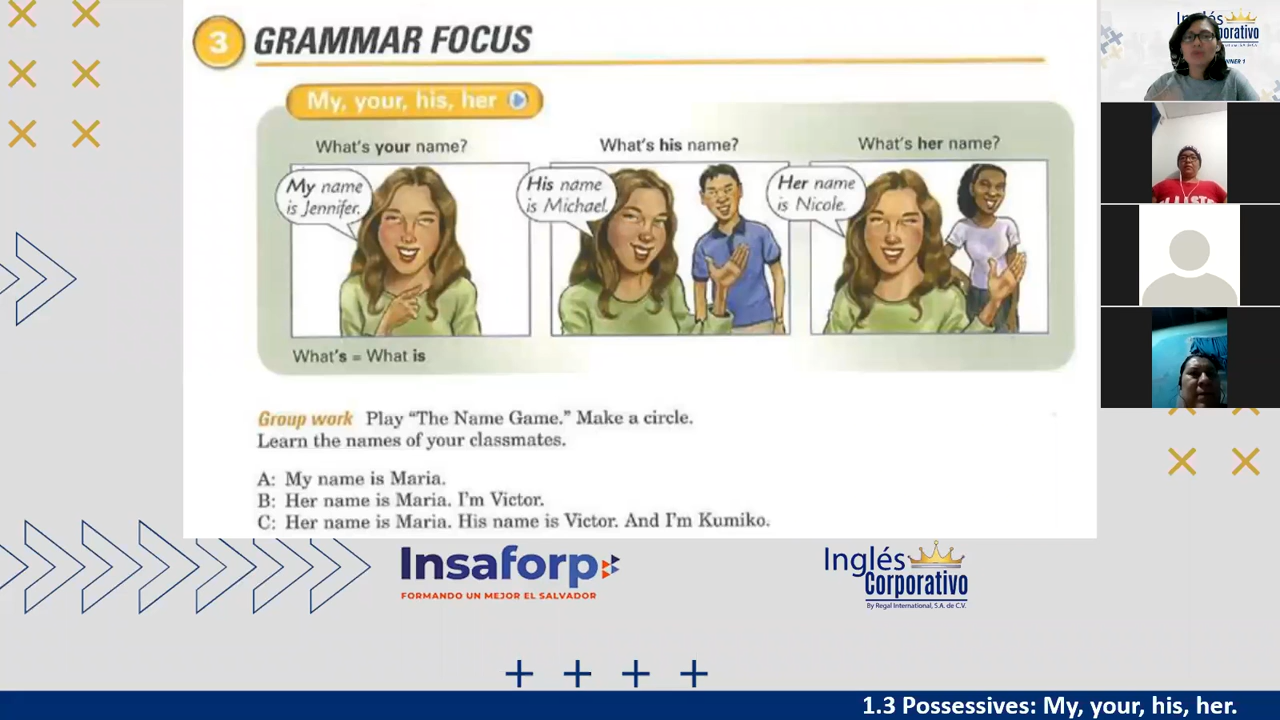 3 GRAMMAR FOCUS
My, your, his, her
What's your name?
My name
is Jennifer.
What's his name?
His name
is Michael.
What's her name?
Her name
is Nicole.
What's = What is
Group work Play “The Name Game.” Make a circle.
Learn the names of your classmates.
A: My name is Maria.
B: Her name is Maria. I'm Victor.
C: Her name is Maria. His name is Victor. And I'm Kumiko.
Insaforp
FORMANDO UN MEJOR EL SALVADOR
Inglés
Corporativo
By Regal International, S.A. de C.V.
1.3 Possessives: My, your, his, her.